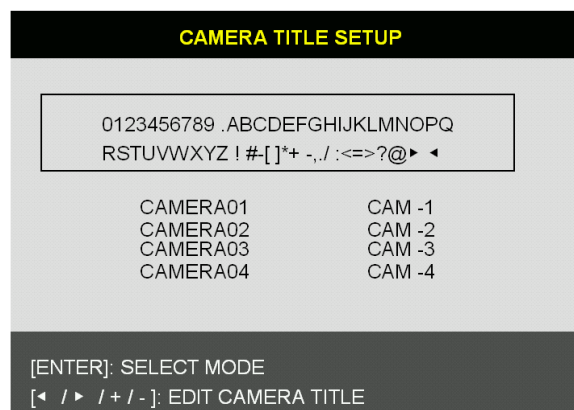 CAMERA TITLE SETUP
0123456789 .ABCDEFGHIJKLMNOPQ
RSTUVWXYZ ! #-[ ]*+ -,./ :<=>?@► ◄
CAMERA01 CAM -1
CAMERA02 CAM -2
CAMERA03 CAM -3
CAMERA04 CAM -4
[ENTER]: SELECT MODE
[◄ / ► / + / - ]: EDIT CAMERA TITLE